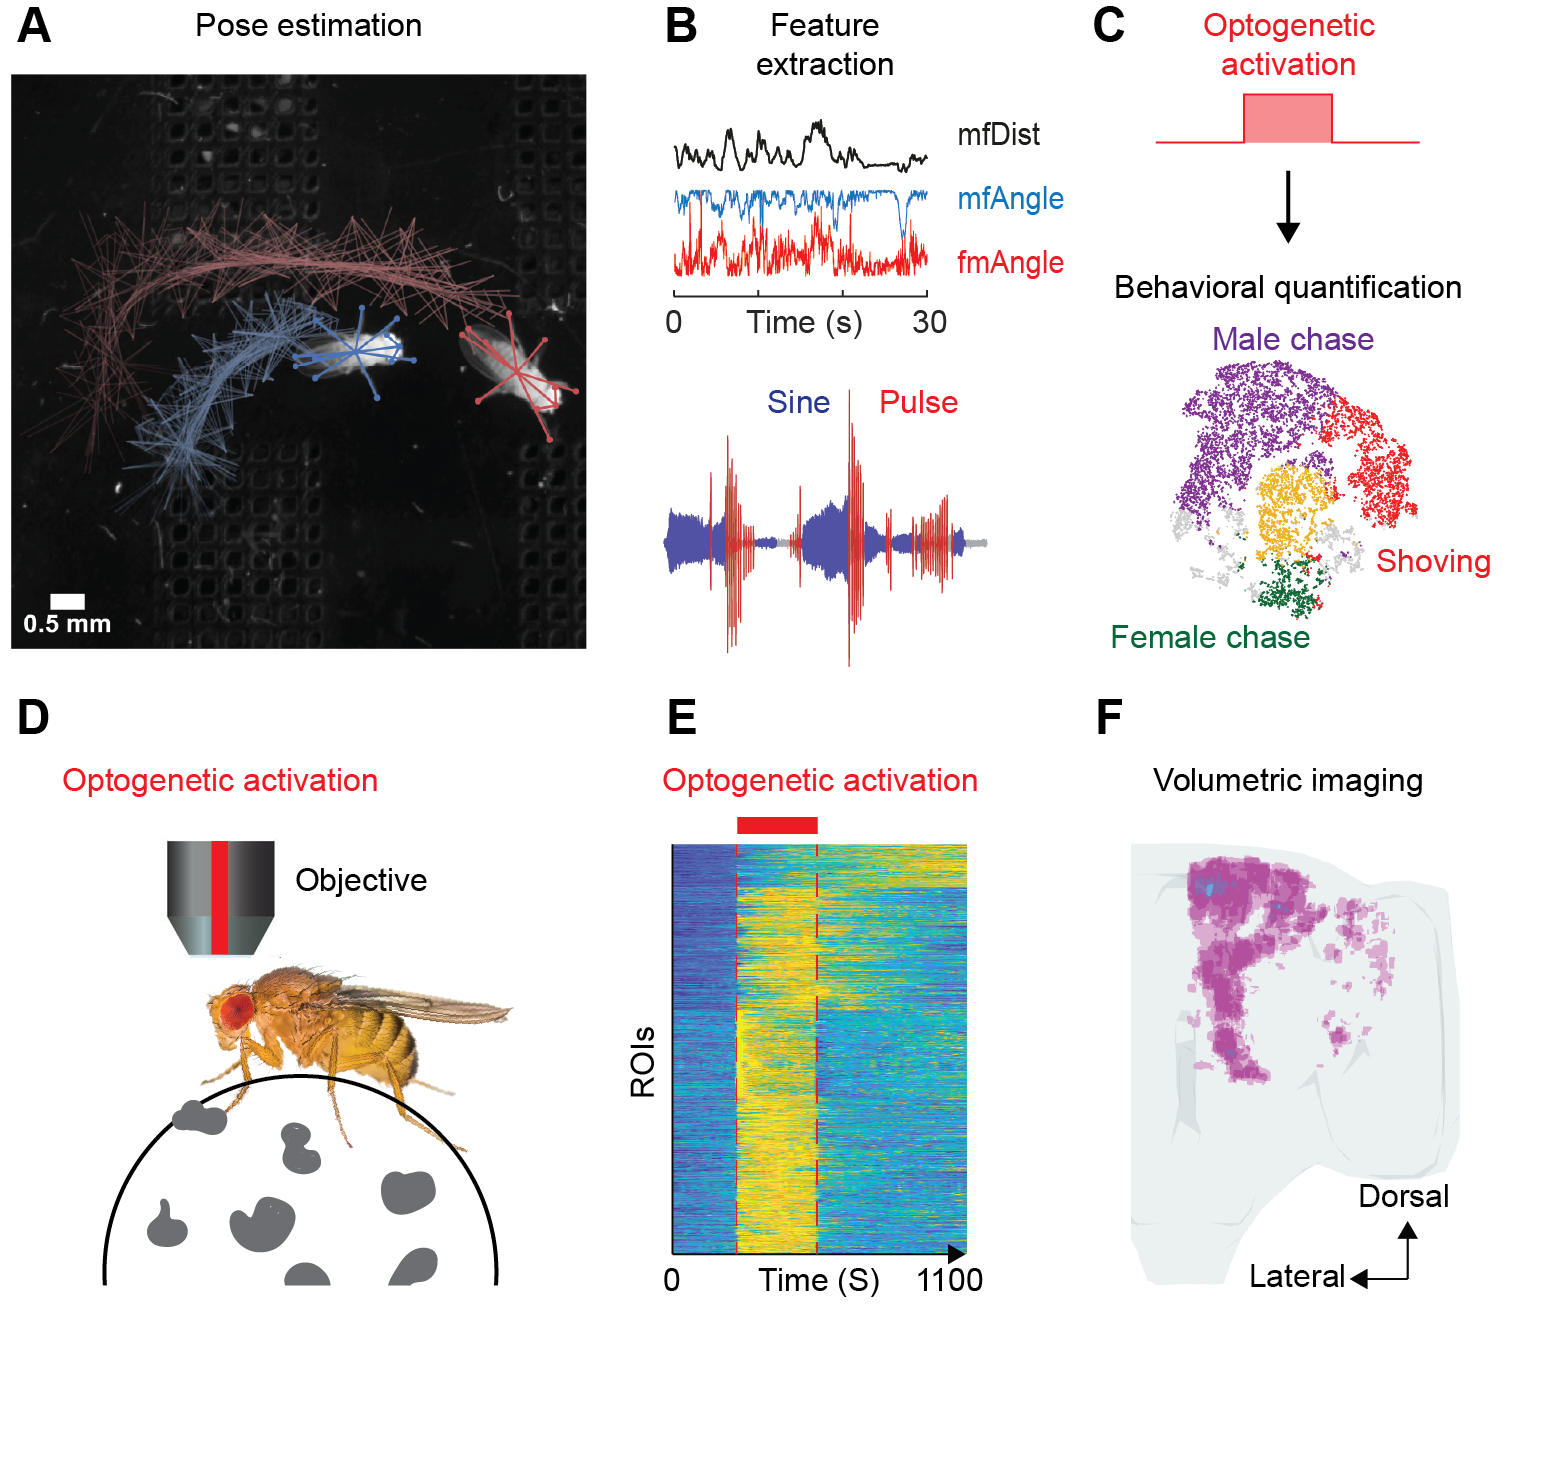 A
Pose estimation
0.5 mm
B
Feature
extraction
mfDist
mfAngle
fmAngle
0
Time (s)
30
Sine
Pulse
C
Optogenetic
activation
Behavioral quantification
Male chase
Shoving
Female chase
D
Optogenetic activation
Objective
E
Optogenetic activation
ROIs
0
Time (S)
1100
F
Volumetric imaging
Dorsal
Lateral